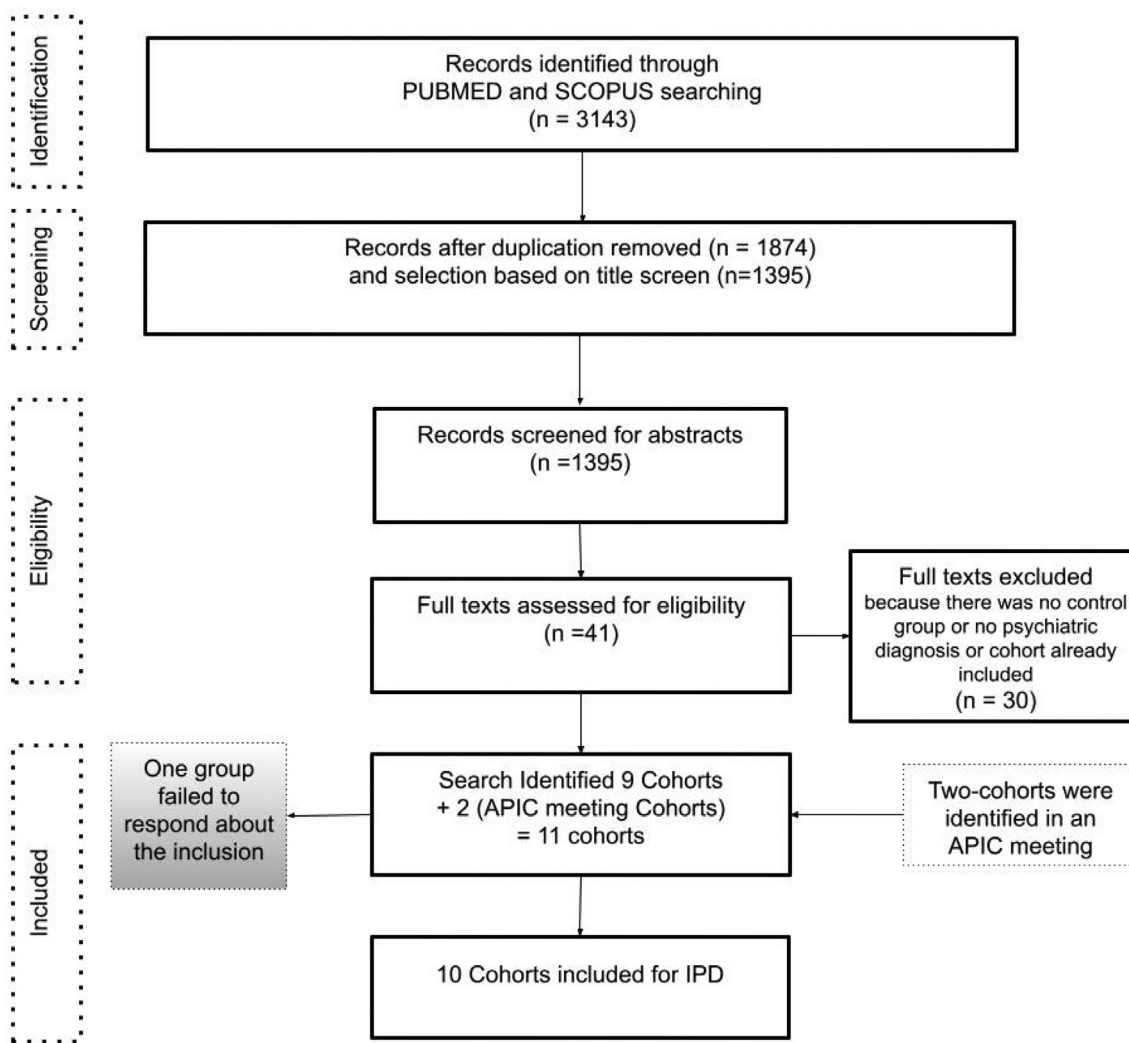 Identification
Records identified through
PUBMED and SCOPUS searching
(n = 3143)
Screening
Records after duplication removed (n = 1874)
and selection based on title screen (n=1395)
Eligibility
Records screened for abstracts
(n =1395)
Full texts assessed for eligibility
(n =41)
Full texts excluded
because there was no control
group or no psychiatric
diagnosis or cohort already
included
(n = 30)
Included
One group
failed to
respond about
the inclusion
Search Identified 9 Cohorts
+ 2 (APIC meeting Cohorts)
= 11 cohorts
Two-cohorts were
identified in an
APIC meeting
10 Cohorts included for IPD